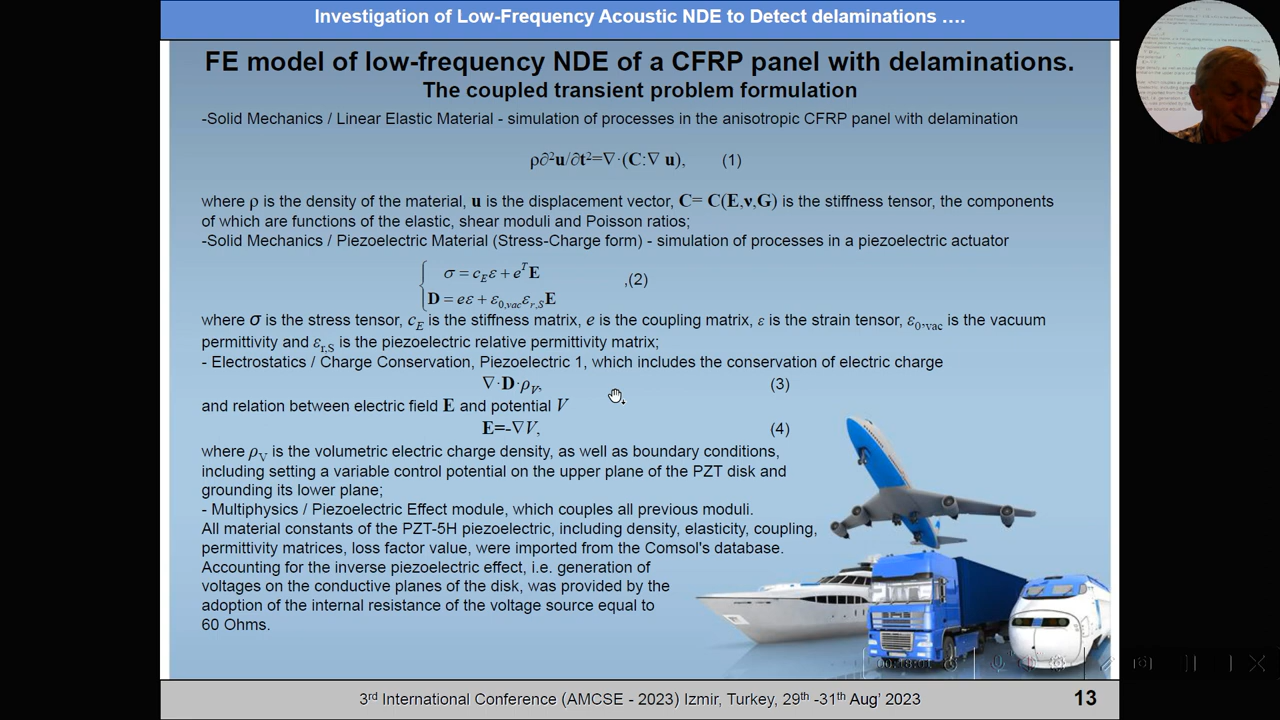 Investigation of Low-Frequency Acoustic NDE to Detect delaminations ….
FE model of low-frequency NDE of a CFRP panel with delaminations.
The coupled transient problem formulation
-Solid Mechanics / Linear Elastic Material - simulation of processes in the anisotropic CFRP panel with delamination
ρ∂²u/∂t²=∇·(C:∇ u), (1)
where ρ is the density of the material, u is the displacement vector, C= C(E,ν,G) is the stiffness tensor, the components
of which are functions of the elastic, shear moduli and Poisson ratios;
-Solid Mechanics / Piezoelectric Material (Stress-Charge form) - simulation of processes in a piezoelectric actuator
σ = c_E ε + e^T E
,(2)
D = eε + ε_0,vac ε_r,S E
where σ is the stress tensor, c_E is the stiffness matrix, e is the coupling matrix, ε is the strain tensor, ε_0,vac is the vacuum
permittivity and ε_r,S is the piezoelectric relative permittivity matrix;
- Electrostatics / Charge Conservation, Piezoelectric 1, which includes the conservation of electric charge
∇·D·ρ_V, (3)
and relation between electric field E and potential V
E=-∇V, (4)
where ρ_V is the volumetric electric charge density, as well as boundary conditions,
including setting a variable control potential on the upper plane of the PZT disk and
grounding its lower plane;
- Multiphysics / Piezoelectric Effect module, which couples all previous moduli.
All material constants of the PZT-5H piezoelectric, including density, elasticity, coupling,
permittivity matrices, loss factor value, were imported from the Comsol's database.
Accounting for the inverse piezoelectric effect, i.e. generation of
voltages on the conductive planes of the disk, was provided by the
adoption of the internal resistance of the voltage source equal to
60 Ohms.
3rd International Conference (AMCSE - 2023) Izmir, Turkey, 29th -31th Aug' 2023 13